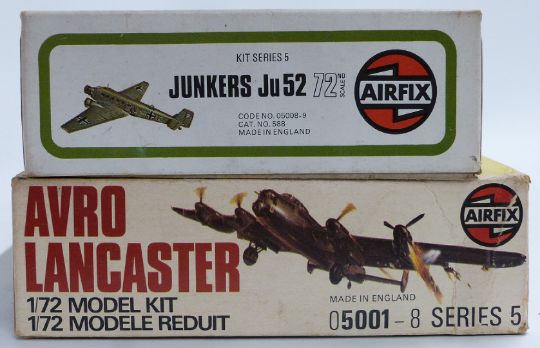 KIT SERIES 5
JUNKERS Ju52 72ND SCALE
AIRFIX
CODE NO. 05008-9
CAT. NO. 588
MADE IN ENGLAND
AVRO
LANCASTER
1/72 MODEL KIT
1/72 MODELE REDUIT
AIRFIX
MADE IN ENGLAND
05001-8 SERIES 5